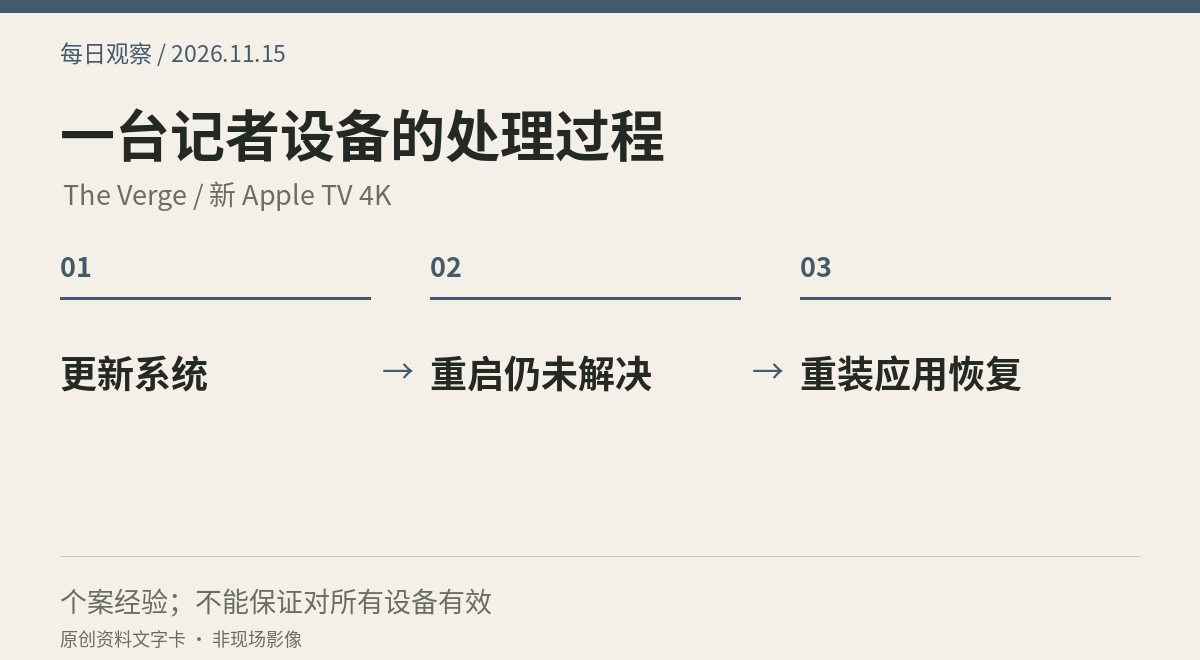 每日观察 / 2026.11.15
一台记者设备的处理过程
The Verge / 新 Apple TV 4K
01
02
03
更新系统 → 重启仍未解决 → 重装应用恢复
个案经验；不能保证对所有设备有效
原创资料文字卡 · 非现场影像